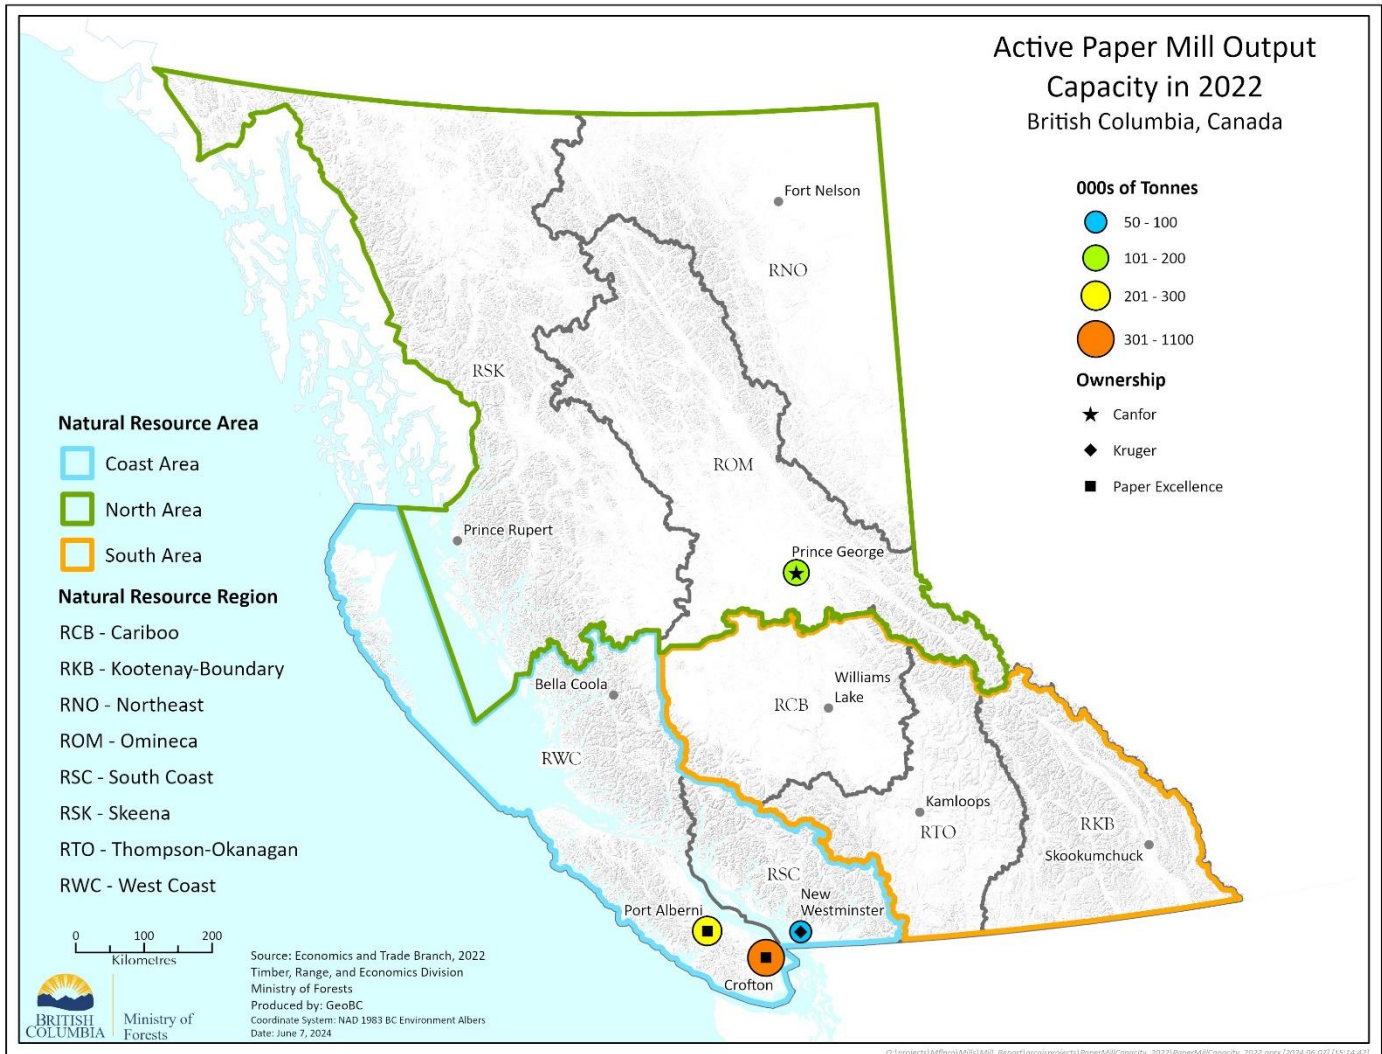 Active Paper Mill Output
Capacity in 2022
British Columbia, Canada
000s of Tonnes
50 - 100
101 - 200
201 - 300
301 - 1100
Ownership
Canfor
Kruger
Paper Excellence
Fort Nelson
RNO
RSK
ROM
Prince Rupert
Prince George
Bella Coola
Williams
Lake
RCB
RWC
Kamloops
RTO
RKB
Skookumchuck
RSC
New
Westminster
Port Alberni
Crofton
Natural Resource Area
Coast Area
North Area
South Area
Natural Resource Region
RCB - Cariboo
RKB - Kootenay-Boundary
RNO - Northeast
ROM - Omineca
RSC - South Coast
RSK - Skeena
RTO - Thompson-Okanagan
RWC - West Coast
0 100 200
Kilometres
BRITISH
COLUMBIA
Ministry of
Forests
Source: Economics and Trade Branch, 2022
Timber, Range, and Economics Division
Ministry of Forests
Produced by: GeoBC
Coordinate System: NAD 1983 BC Environment Albers
Date: June 7, 2024